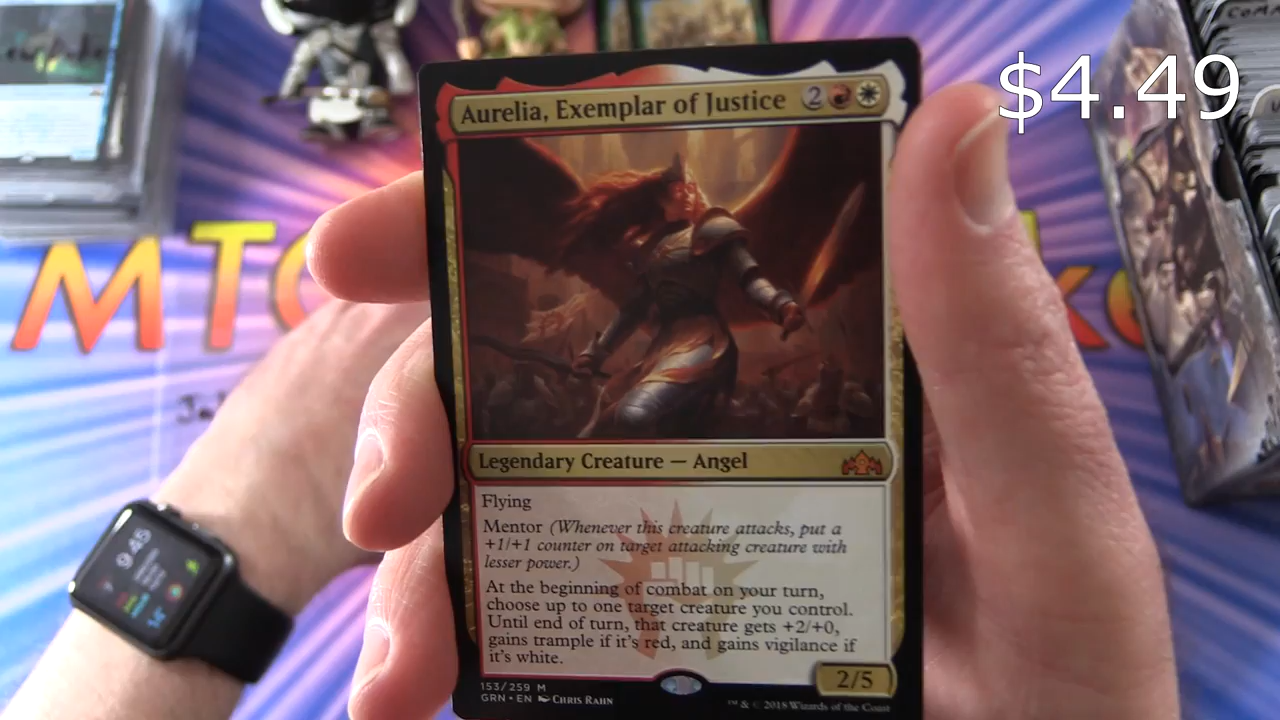 $4.49
Aurelia, Exemplar of Justice 2
MTG
Legendary Creature — Angel
Flying
Mentor (Whenever this creature attacks, put a
+1/+1 counter on target attacking creature with
lesser power.)
At the beginning of combat on your turn,
choose up to one target creature you control.
Until end of turn, that creature gets +2/+0,
gains trample if it's red, and gains vigilance if
it's white.
2/5
153/259 M
GRN • EN Chris Rahn
™ & © 2018 Wizards of the Coast
9:45